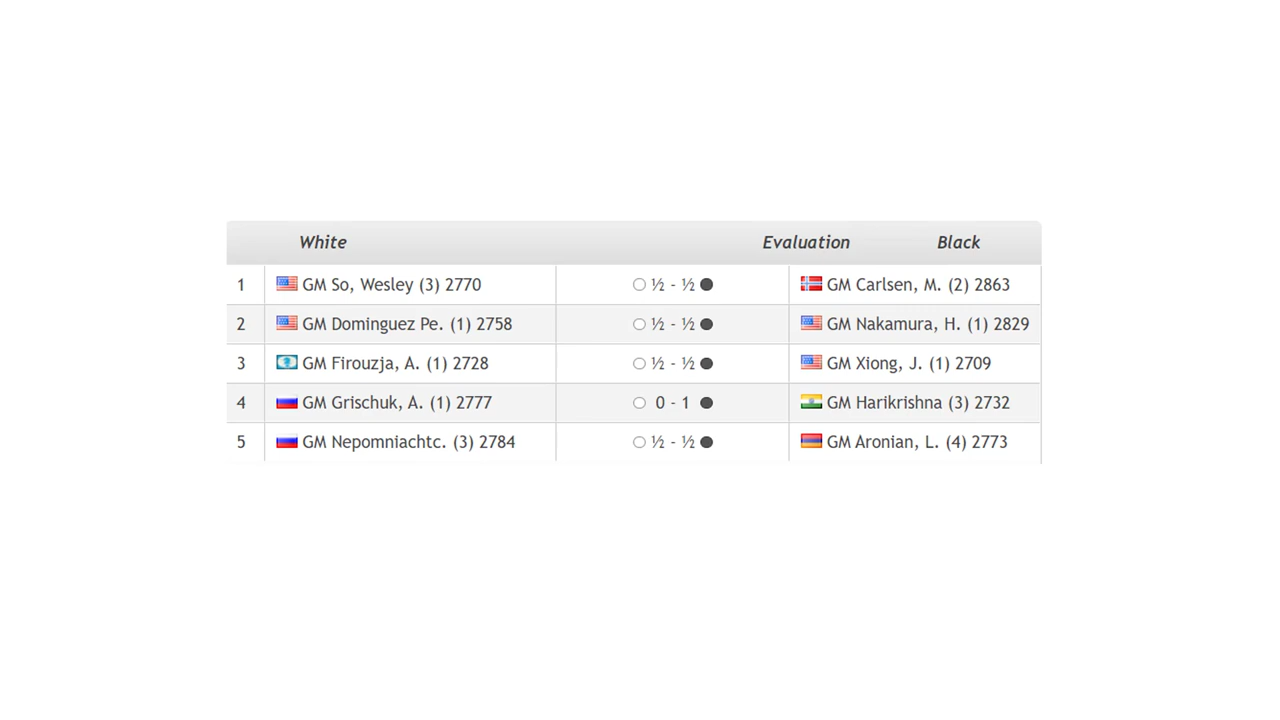 White Evaluation Black
1 GM So, Wesley (3) 2770 ½ - ½ GM Carlsen, M. (2) 2863
2 GM Dominguez Pe. (1) 2758 ½ - ½ GM Nakamura, H. (1) 2829
3 GM Firouzja, A. (1) 2728 ½ - ½ GM Xiong, J. (1) 2709
4 GM Grischuk, A. (1) 2777 0 - 1 GM Harikrishna (3) 2732
5 GM Nepomniachtc. (3) 2784 ½ - ½ GM Aronian, L. (4) 2773